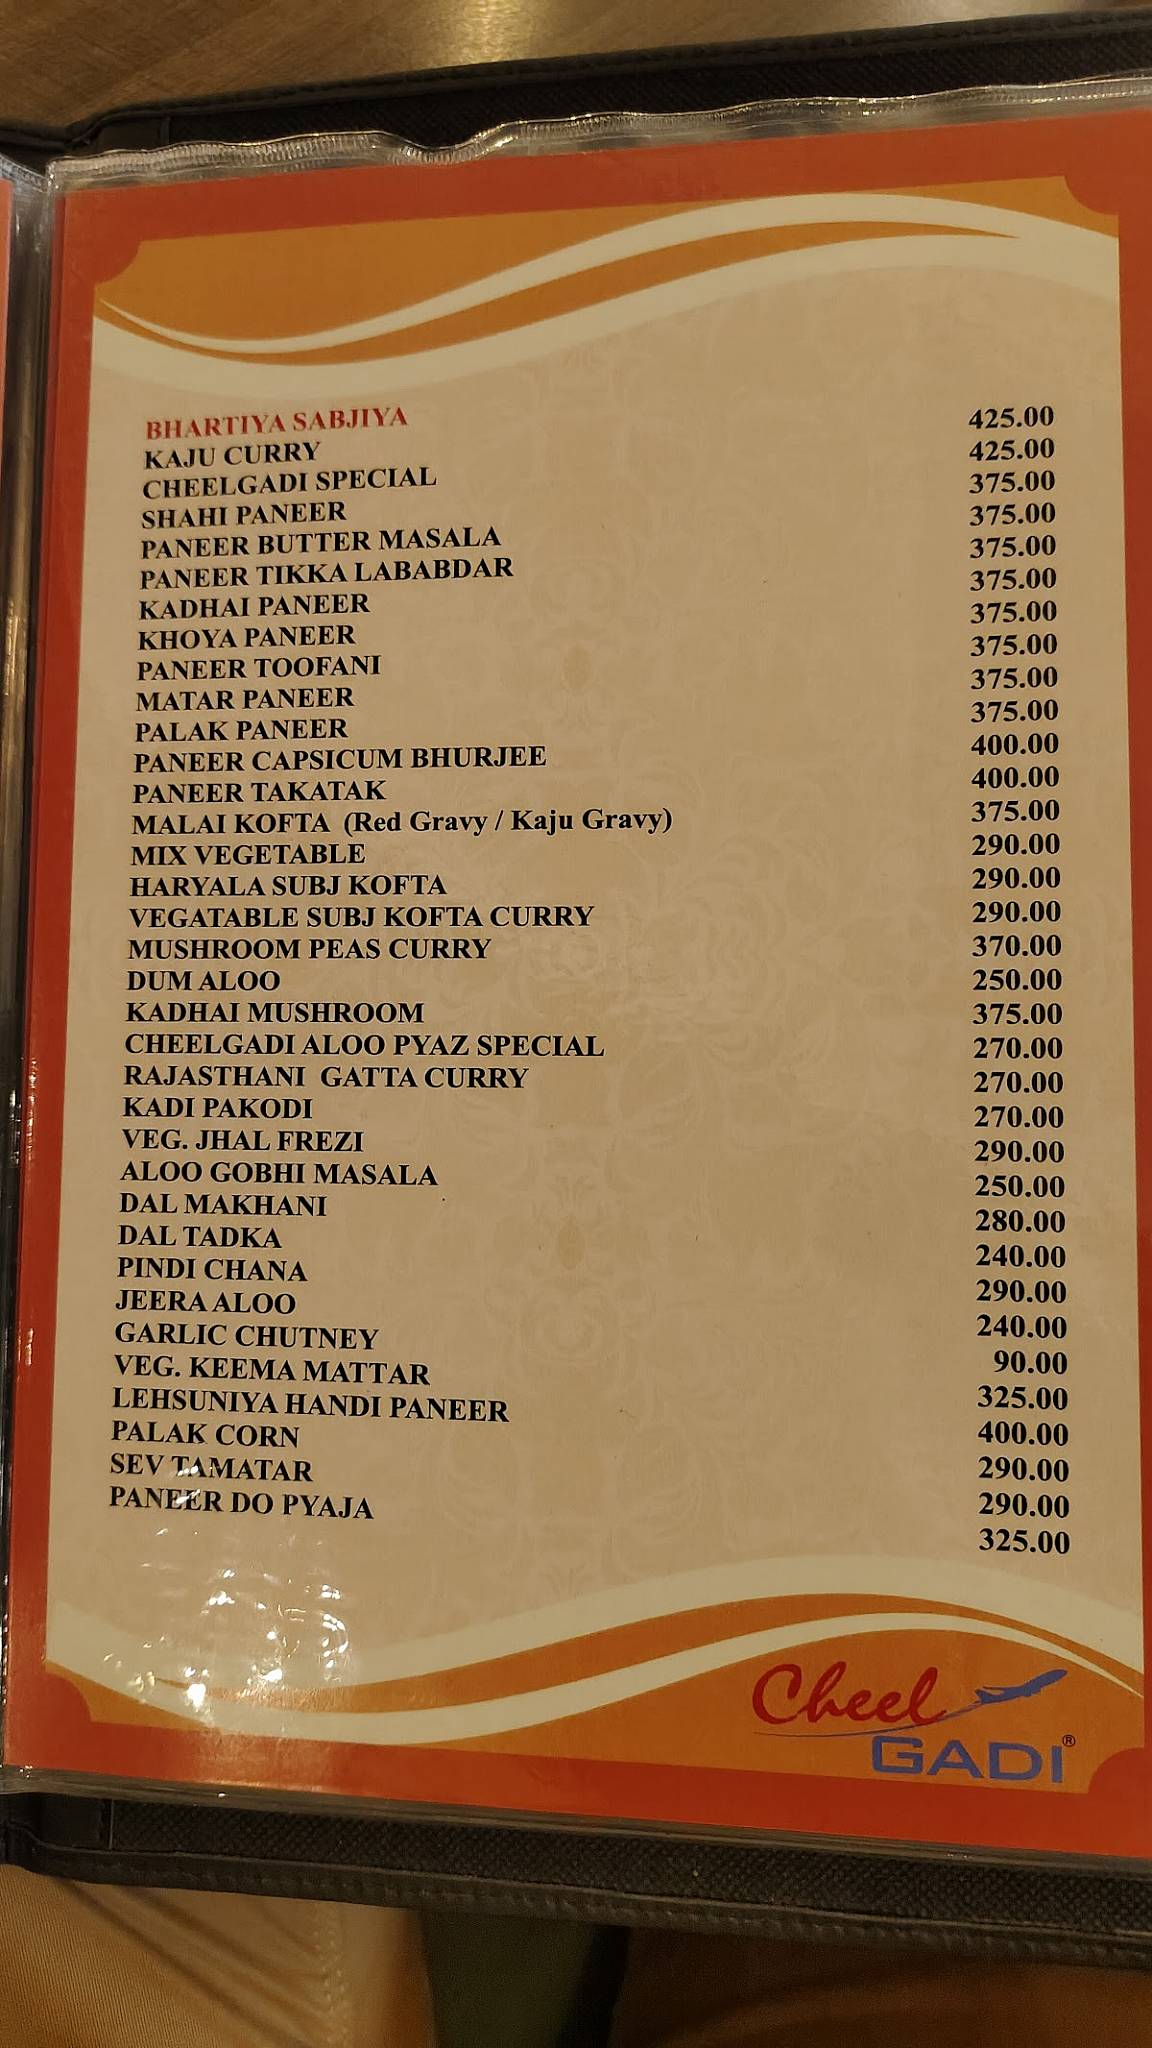 BHARTIYA SABJIYA
KAJU CURRY 425.00
CHEELGADI SPECIAL 425.00
SHAHI PANEER 375.00
PANEER BUTTER MASALA 375.00
PANEER TIKKA LABABDAR 375.00
KADHAI PANEER 375.00
KHOYA PANEER 375.00
PANEER TOOFANI 375.00
MATAR PANEER 375.00
PALAK PANEER 375.00
PANEER CAPSICUM BHURJEE 400.00
PANEER TAKATAK 400.00
MALAI KOFTA (Red Gravy / Kaju Gravy) 375.00
MIX VEGETABLE 290.00
HARYALA SUBJ KOFTA 290.00
VEGATABLE SUBJ KOFTA CURRY 290.00
MUSHROOM PEAS CURRY 370.00
DUM ALOO 250.00
KADHAI MUSHROOM 375.00
CHEELGADI ALOO PYAZ SPECIAL 270.00
RAJASTHANI GATTA CURRY 270.00
KADI PAKODI 270.00
VEG. JHAL FREZI 290.00
ALOO GOBHI MASALA 250.00
DAL MAKHANI 280.00
DAL TADKA 240.00
PINDI CHANA 290.00
JEERA ALOO 240.00
GARLIC CHUTNEY 90.00
VEG. KEEMA MATTAR 325.00
LEHSUNIYA HANDI PANEER 400.00
PALAK CORN 290.00
SEV TAMATAR 290.00
PANEER DO PYAJA 325.00
Cheel
GADI®